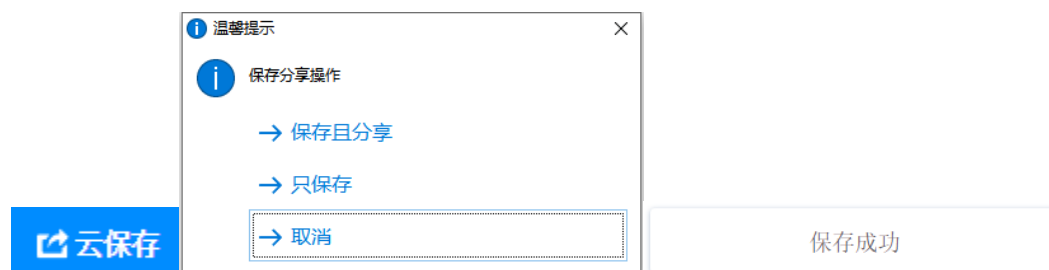 温馨提示
保存分享操作
保存且分享
只保存
取消
云保存
保存成功